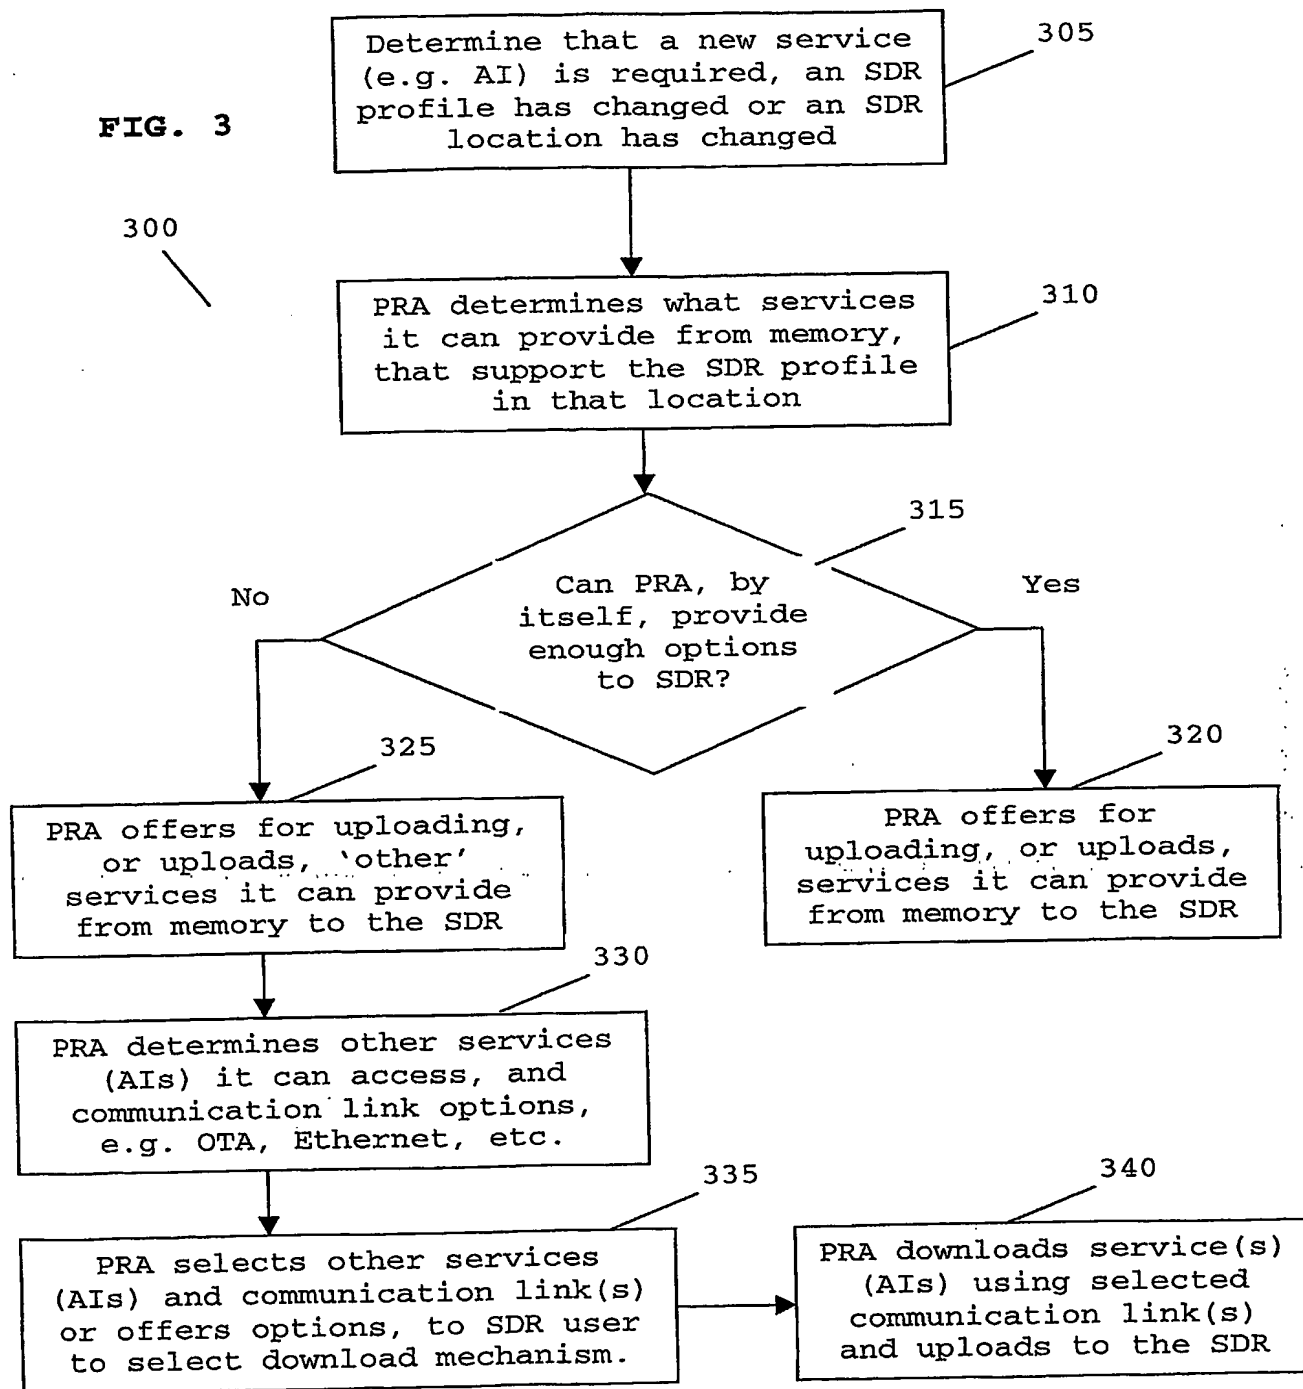 Determine that a new service
(e.g. AI) is required, an SDR
profile has changed or an SDR
location has changed
305
FIG. 3
300
PRA determines what services
it can provide from memory,
that support the SDR profile
in that location
310
315
Can PRA, by
itself, provide
enough options
to SDR?
No
Yes
325
320
PRA offers for uploading,
or uploads, 'other'
services it can provide
from memory to the SDR
PRA offers for
uploading, or uploads,
services it can provide
from memory to the SDR
330
PRA determines other services
(AIs) it can access, and
communication link options,
e.g. OTA, Ethernet, etc.
335
340
PRA selects other services
(AIs) and communication link(s)
or offers options, to SDR user
to select download mechanism.
PRA downloads service(s)
(AIs) using selected
communication link(s)
and uploads to the SDR